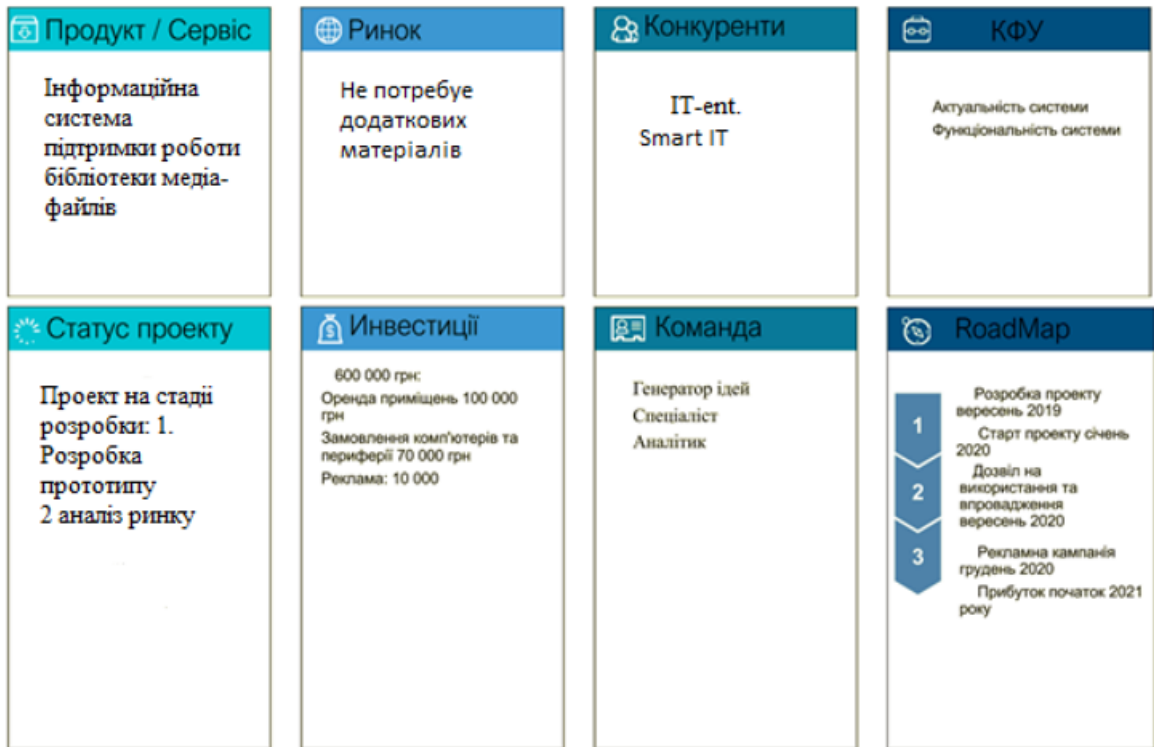 Продукт / Сервіс
Інформаційна
система
підтримки роботи
бібліотеки медіа-
файлів
Ринок
Не потребує
додаткових
матеріалів
Конкуренти
IT-ent.
Smart IT
КФУ
Актуальність системи
Функціональність системи
Статус проекту
Проект на стадії
розробки: 1.
Розробка
прототипу
2 аналіз ринку
Инвестиції
600 000 грн:
Оренда приміщень 100 000
грн
Замовлення комп'ютерів та
периферії 70 000 грн
Реклама: 10 000
Команда
Генератор ідей
Спеціаліст
Аналітик
RoadMap
1
Розробка проекту
вересень 2019
Старт проекту січень
2020
2
Дозвіл на
використання та
впровадження
вересень 2020
3
Рекламна кампанія
грудень 2020
Прибуток початок 2021
року